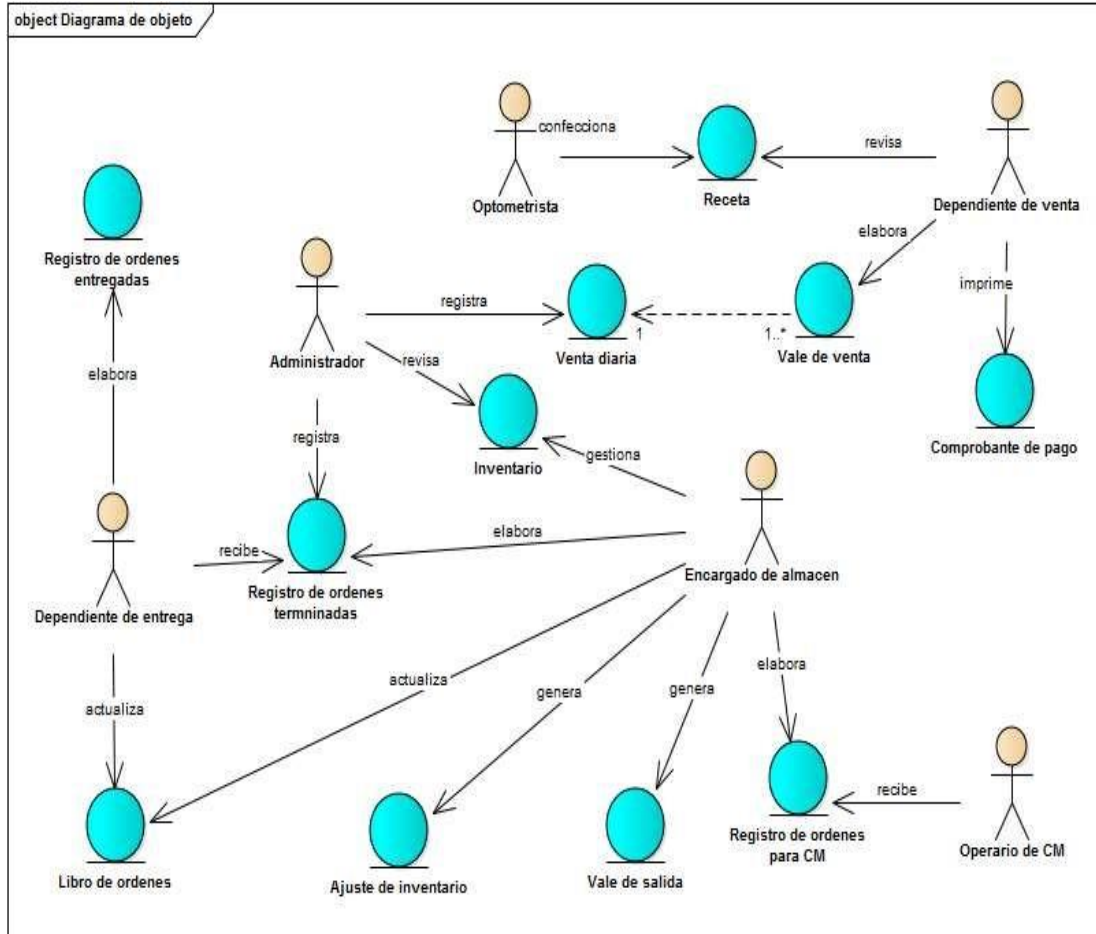 object Diagrama de objeto
confecciona
revisa
Optometrista
Receta
Dependiente de venta
elabora
Registro de ordenes
entregadas
imprime
registra
1
1..*
Administrador
Venta diaria
Vale de venta
revisa
elabora
registra
Inventario
gestiona
Comprobante de pago
elabora
recibe
Encargado de almacen
Registro de ordenes
termninadas
Dependiente de entrega
elabora
actualiza
genera
genera
actualiza
recibe
Registro de ordenes
para CM
Operario de CM
Libro de ordenes
Ajuste de inventario
Vale de salida